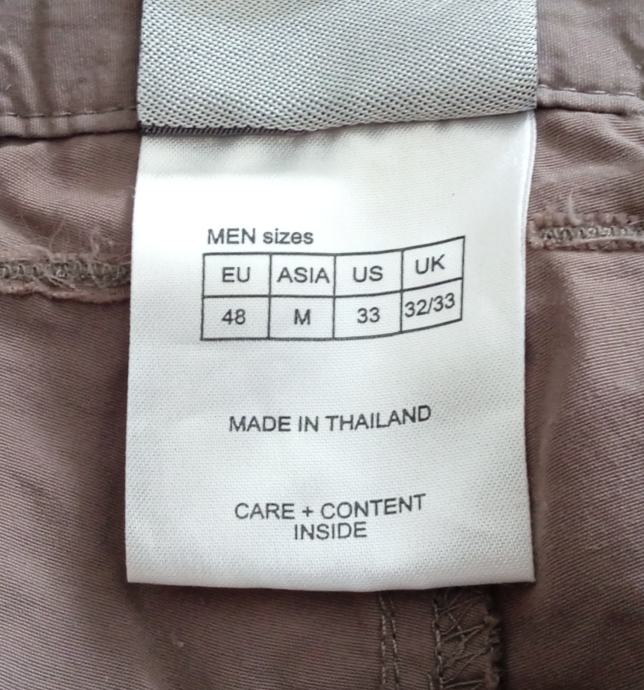 MEN sizes
EU ASIA US UK
48 M 33 32/33
MADE IN THAILAND
CARE + CONTENT
INSIDE